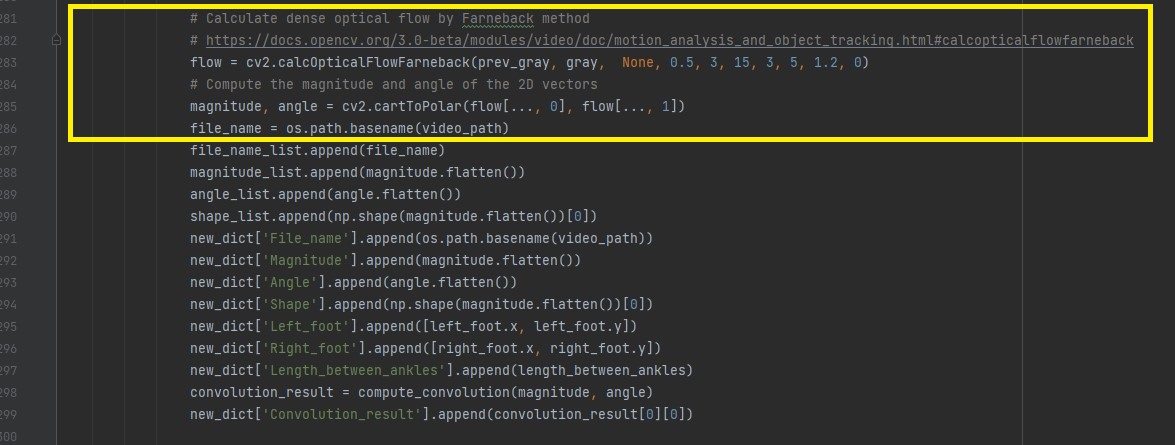 281 # Calculate dense optical flow by Farneback method
282 # https://docs.opencv.org/3.0-beta/modules/video/doc/motion_analysis_and_object_tracking.html#calcopticalflowfarneback
283 flow = cv2.calcOpticalFlowFarneback(prev_gray, gray,  None, 0.5, 3, 15, 3, 5, 1.2, 0)
284 # Compute the magnitude and angle of the 2D vectors
285 magnitude, angle = cv2.cartToPolar(flow[..., 0], flow[..., 1])
286 file_name = os.path.basename(video_path)
287 file_name_list.append(file_name)
288 magnitude_list.append(magnitude.flatten())
289 angle_list.append(angle.flatten())
290 shape_list.append(np.shape(magnitude.flatten())[0])
291 new_dict['File_name'].append(os.path.basename(video_path))
292 new_dict['Magnitude'].append(magnitude.flatten())
293 new_dict['Angle'].append(angle.flatten())
294 new_dict['Shape'].append(np.shape(magnitude.flatten())[0])
295 new_dict['Left_foot'].append([left_foot.x, left_foot.y])
296 new_dict['Right_foot'].append([right_foot.x, right_foot.y])
297 new_dict['Length_between_ankles'].append(length_between_ankles)
298 convolution_result = compute_convolution(magnitude, angle)
299 new_dict['Convolution_result'].append(convolution_result[0][0])
300